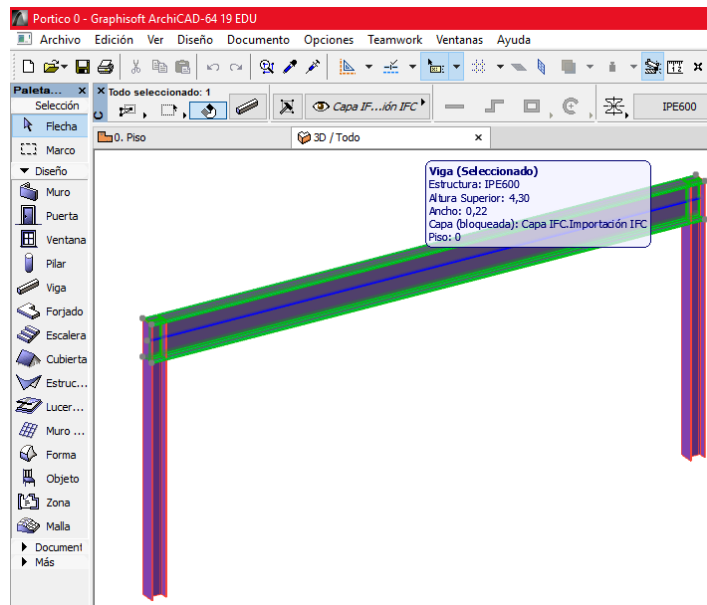 Portico 0 - Graphisoft ArchiCAD-64 19 EDU
Archivo Edición Ver Diseño Documento Opciones Teamwork Ventanas Ayuda
Paleta... X
Selección
Flecha
Marco
Diseño
Muro
Puerta
Ventana
Pilar
Viga
Forjado
Escalera
Cubierta
Estruc...
Lucer...
Muro ...
Forma
Objeto
Zona
Malla
Document
Más
Todo seleccionado: 1
Capa IF...ión IFC
IPE600
0. Piso
3D / Todo
Viga (Seleccionado)
Estructura: IPE600
Altura Superior: 4,30
Ancho: 0,22
Capa (bloqueada): Capa IFC.Importación IFC
Piso: 0